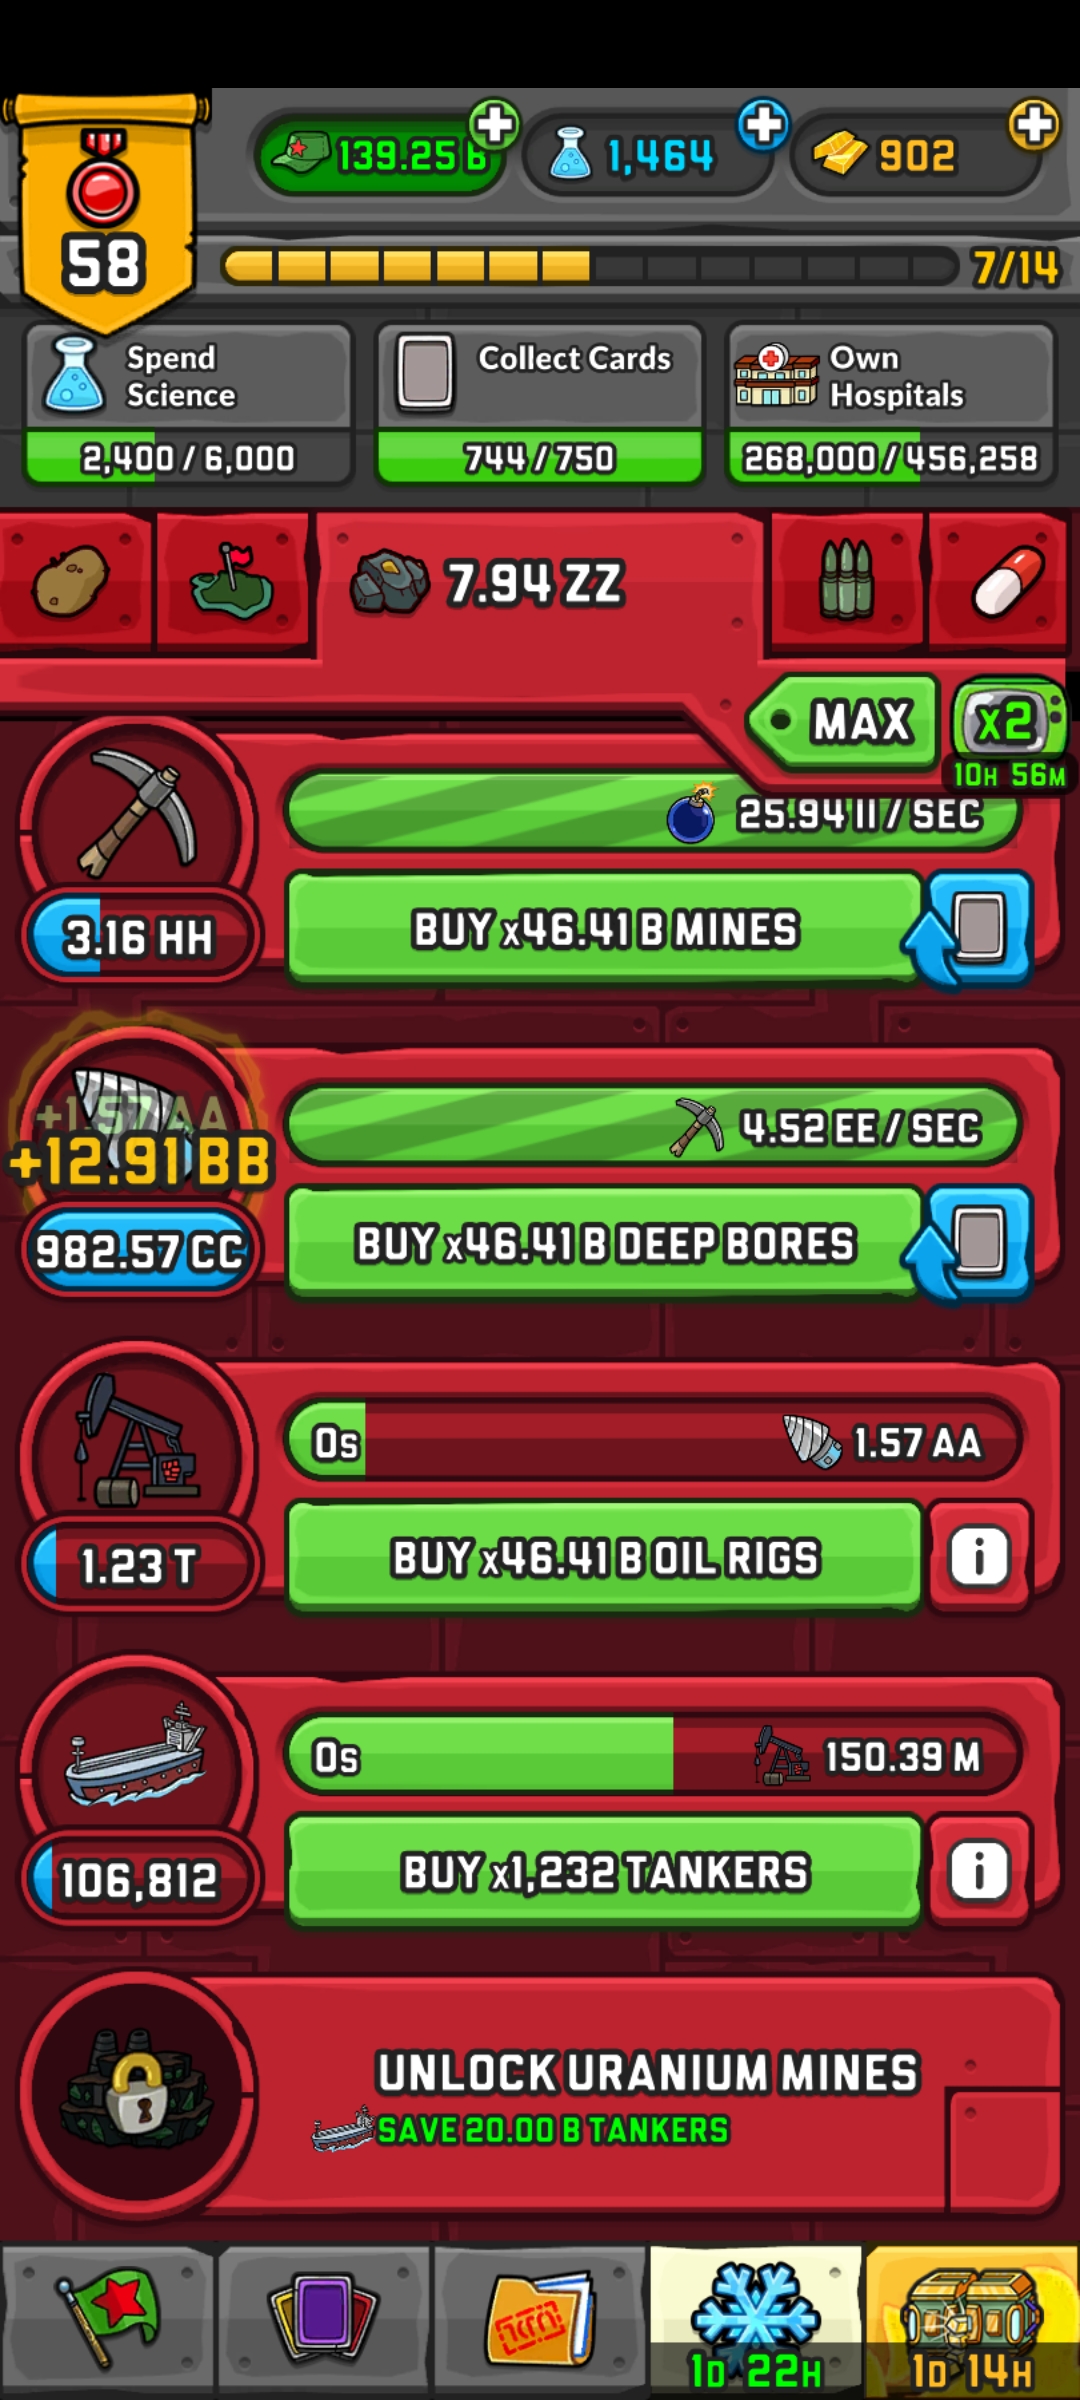 58
139.25 B
1,464
902
7/14
Spend
Science
2,400 / 6,000
Collect Cards
744 / 750
Own
Hospitals
268,000 / 456,258
7.94 ZZ
MAX
x2
10H 56M
25.94 II / SEC
3.16 HH
BUY x46.41 B MINES
+1.57 AA
+12.91 BB
4.52 EE / SEC
982.57 CC
BUY x46.41 B DEEP BORES
0s
1.57 AA
1.23 T
BUY x46.41 B OIL RIGS
i
0s
150.39 M
106,812
BUY x1,232 TANKERS
i
UNLOCK URANIUM MINES
SAVE 20.00 B TANKERS
1D 22H
1D 14H